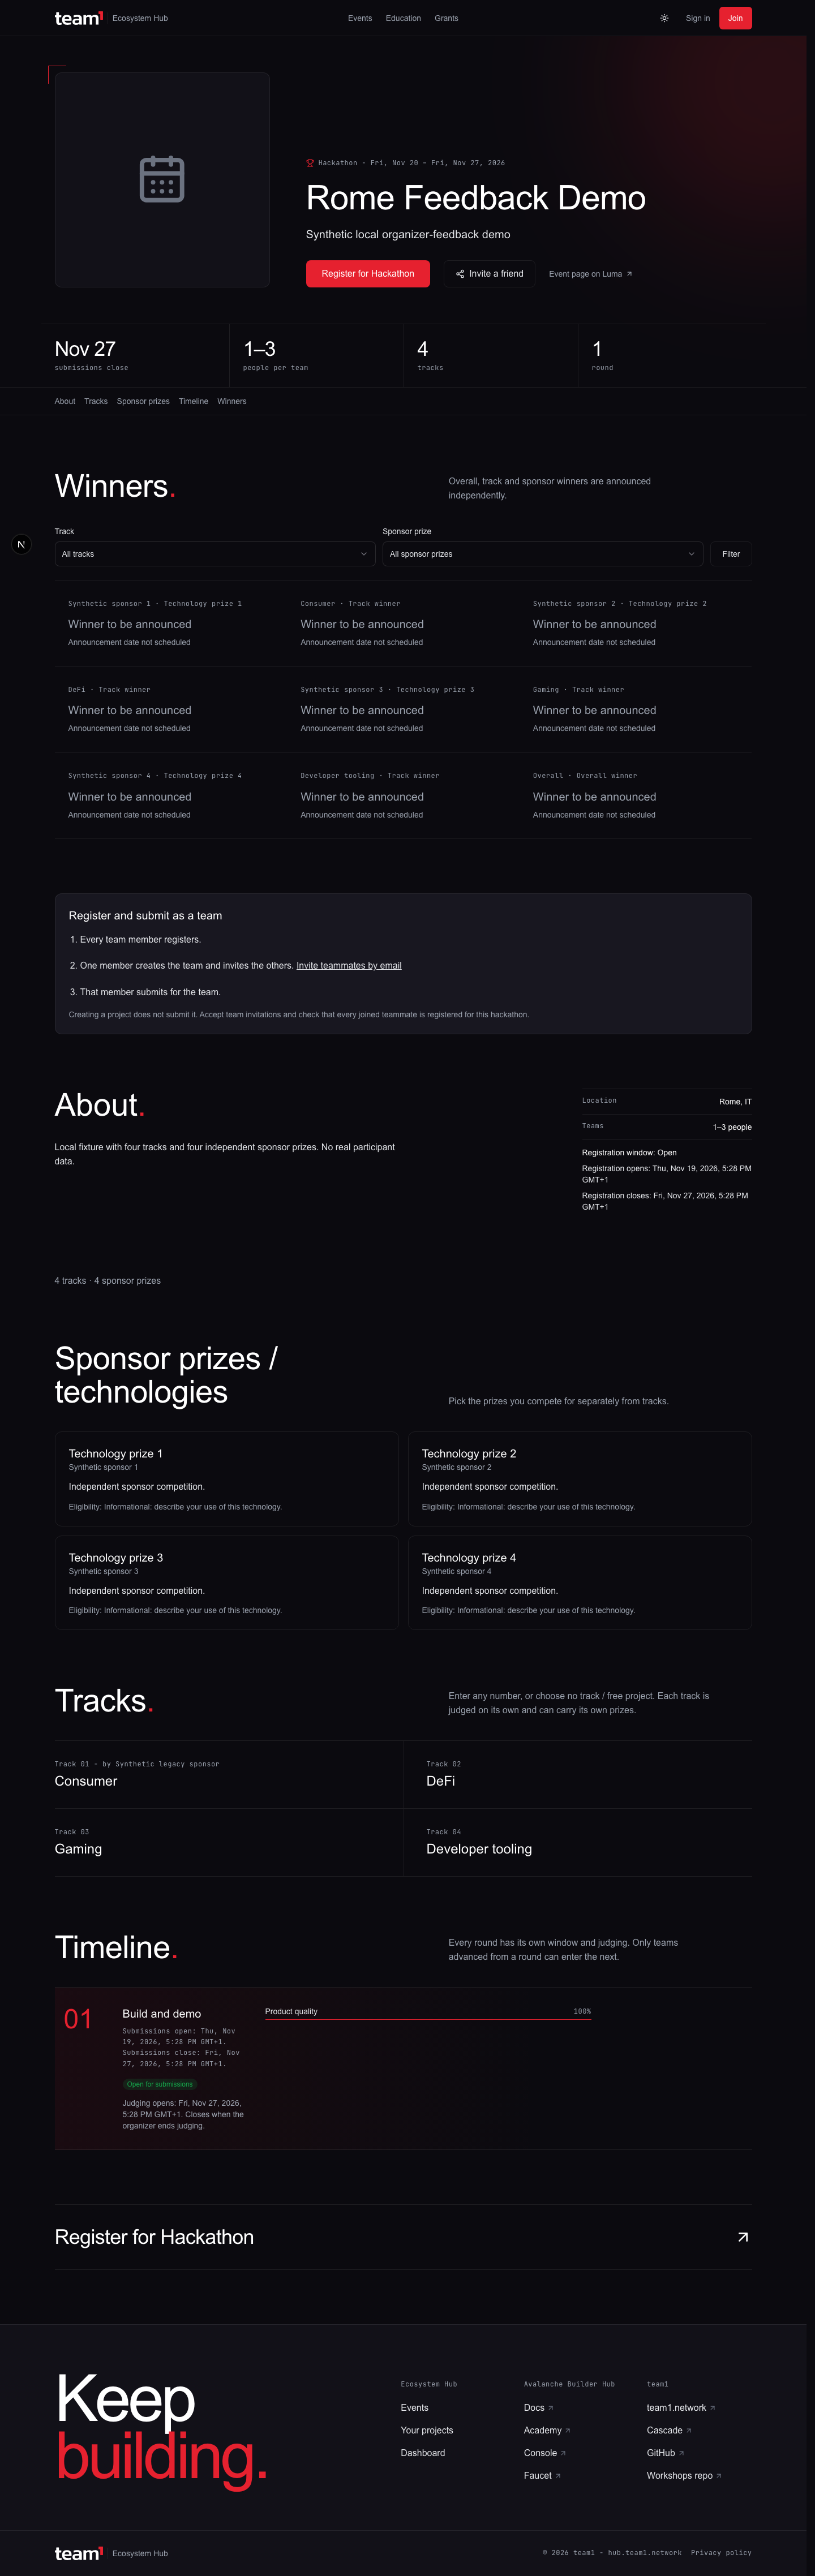 team1 Ecosystem Hub
Events Education Grants
Sign in Join
Hackathon - Fri, Nov 20 – Fri, Nov 27, 2026
Rome Feedback Demo
Synthetic local organizer-feedback demo
Register for Hackathon Invite a friend Event page on Luma
Nov 27 1–3 4 1
submissions close people per team tracks round
About Tracks Sponsor prizes Timeline Winners
Winners.
Overall, track and sponsor winners are announced
independently.
Track Sponsor prize
All tracks All sponsor prizes Filter
N
Synthetic sponsor 1 · Technology prize 1
Winner to be announced
Announcement date not scheduled
Consumer · Track winner
Winner to be announced
Announcement date not scheduled
Synthetic sponsor 2 · Technology prize 2
Winner to be announced
Announcement date not scheduled
DeFi · Track winner
Winner to be announced
Announcement date not scheduled
Synthetic sponsor 3 · Technology prize 3
Winner to be announced
Announcement date not scheduled
Gaming · Track winner
Winner to be announced
Announcement date not scheduled
Synthetic sponsor 4 · Technology prize 4
Winner to be announced
Announcement date not scheduled
Developer tooling · Track winner
Winner to be announced
Announcement date not scheduled
Overall · Overall winner
Winner to be announced
Announcement date not scheduled
Register and submit as a team
1. Every team member registers.
2. One member creates the team and invites the others. Invite teammates by email
3. That member submits for the team.
Creating a project does not submit it. Accept team invitations and check that every joined teammate is registered for this hackathon.
About.
Local fixture with four tracks and four independent sponsor prizes. No real participant
data.
Location Rome, IT
Teams 1–3 people
Registration window: Open
Registration opens: Thu, Nov 19, 2026, 5:28 PM
GMT+1
Registration closes: Fri, Nov 27, 2026, 5:28 PM
GMT+1
4 tracks · 4 sponsor prizes
Sponsor prizes /
technologies
Pick the prizes you compete for separately from tracks.
Technology prize 1
Synthetic sponsor 1
Independent sponsor competition.
Eligibility: Informational: describe your use of this technology.
Technology prize 2
Synthetic sponsor 2
Independent sponsor competition.
Eligibility: Informational: describe your use of this technology.
Technology prize 3
Synthetic sponsor 3
Independent sponsor competition.
Eligibility: Informational: describe your use of this technology.
Technology prize 4
Synthetic sponsor 4
Independent sponsor competition.
Eligibility: Informational: describe your use of this technology.
Tracks.
Enter any number, or choose no track / free project. Each track is
judged on its own and can carry its own prizes.
Track 01 - by Synthetic legacy sponsor
Consumer
Track 02
DeFi
Track 03
Gaming
Track 04
Developer tooling
Timeline.
Every round has its own window and judging. Only teams
advanced from a round can enter the next.
01
Build and demo
Submissions open: Thu, Nov
19, 2026, 5:28 PM GMT+1.
Submissions close: Fri, Nov
27, 2026, 5:28 PM GMT+1.
Open for submissions
Judging opens: Fri, Nov 27, 2026,
5:28 PM GMT+1. Closes when the
organizer ends judging.
Product quality 100%
Register for Hackathon
Keep
building.
Ecosystem Hub
Events
Your projects
Dashboard
Avalanche Builder Hub
Docs
Academy
Console
Faucet
team1
team1.network
Cascade
GitHub
Workshops repo
team1 Ecosystem Hub
© 2026 team1 - hub.team1.network Privacy policy